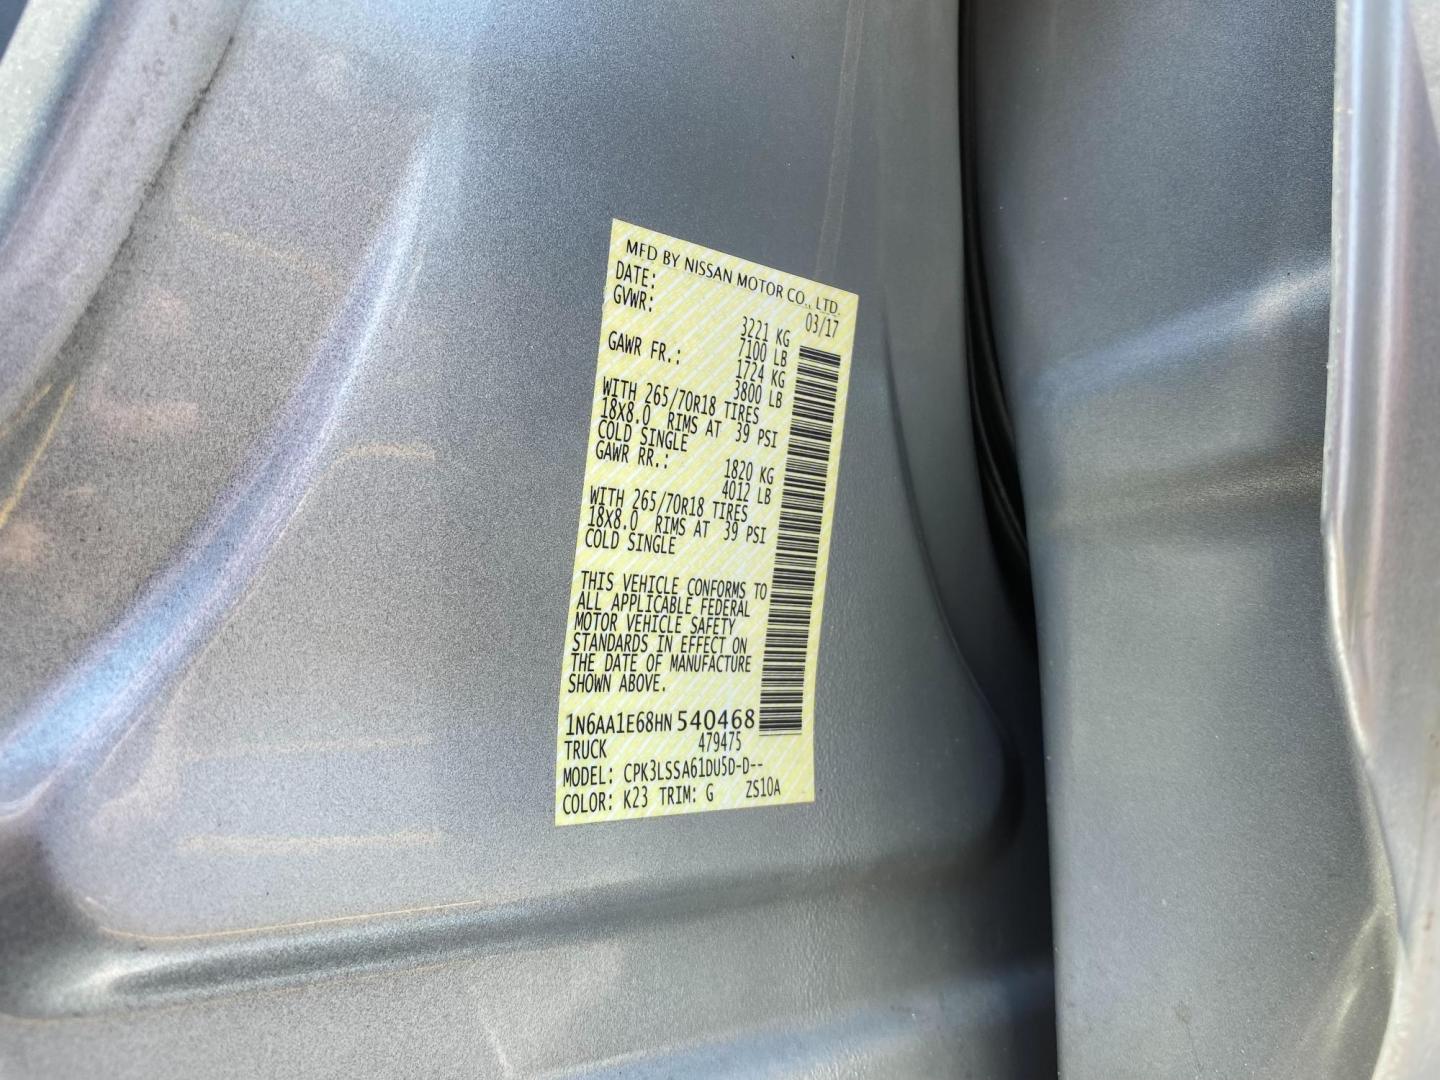 MFD BY NISSAN MOTOR CO., LTD.
DATE: 03/17
GVWR: 3221 KG
7100 LB
GAWR FR.: 1724 KG
3800 LB
WITH 265/70R18 TIRES
18X8.0 RIMS AT 39 PSI
COLD SINGLE
GAWR RR.: 1820 KG
4012 LB
WITH 265/70R18 TIRES
18X8.0 RIMS AT 39 PSI
COLD SINGLE
THIS VEHICLE CONFORMS TO
ALL APPLICABLE FEDERAL
MOTOR VEHICLE SAFETY
STANDARDS IN EFFECT ON
THE DATE OF MANUFACTURE
SHOWN ABOVE.
1N6AA1E68HN540468
TRUCK 479475
MODEL: CPK3LSSA61DU5D-D--
COLOR: K23 TRIM: G ZS10A